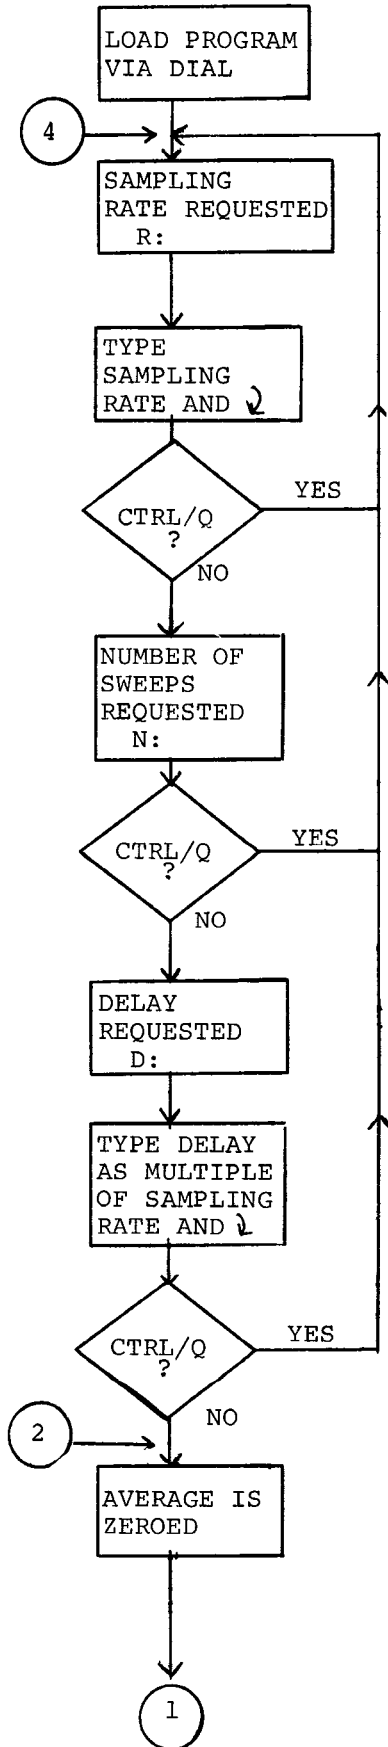 LOAD PROGRAM
VIA DIAL
4
SAMPLING
RATE REQUESTED
R:
TYPE
SAMPLING
RATE AND
CTRL/Q
?
YES
NO
NUMBER OF
SWEEPS
REQUESTED
N:
CTRL/Q
?
YES
NO
DELAY
REQUESTED
D:
TYPE DELAY
AS MULTIPLE
OF SAMPLING
RATE AND
CTRL/Q
?
YES
NO
2
AVERAGE IS
ZEROED
1